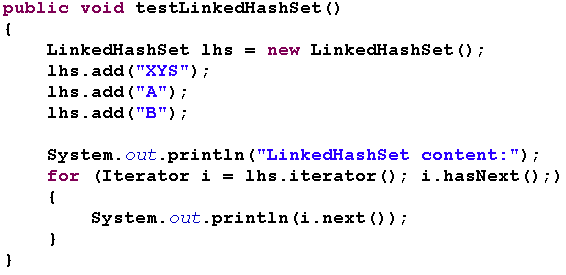 public void testLinkedHashSet()
{
    LinkedHashSet lhs = new LinkedHashSet();
    lhs.add("XYS");
    lhs.add("A");
    lhs.add("B");

    System.out.println("LinkedHashSet content:");
    for (Iterator i = lhs.iterator(); i.hasNext();)
    {
        System.out.println(i.next());
    }
}